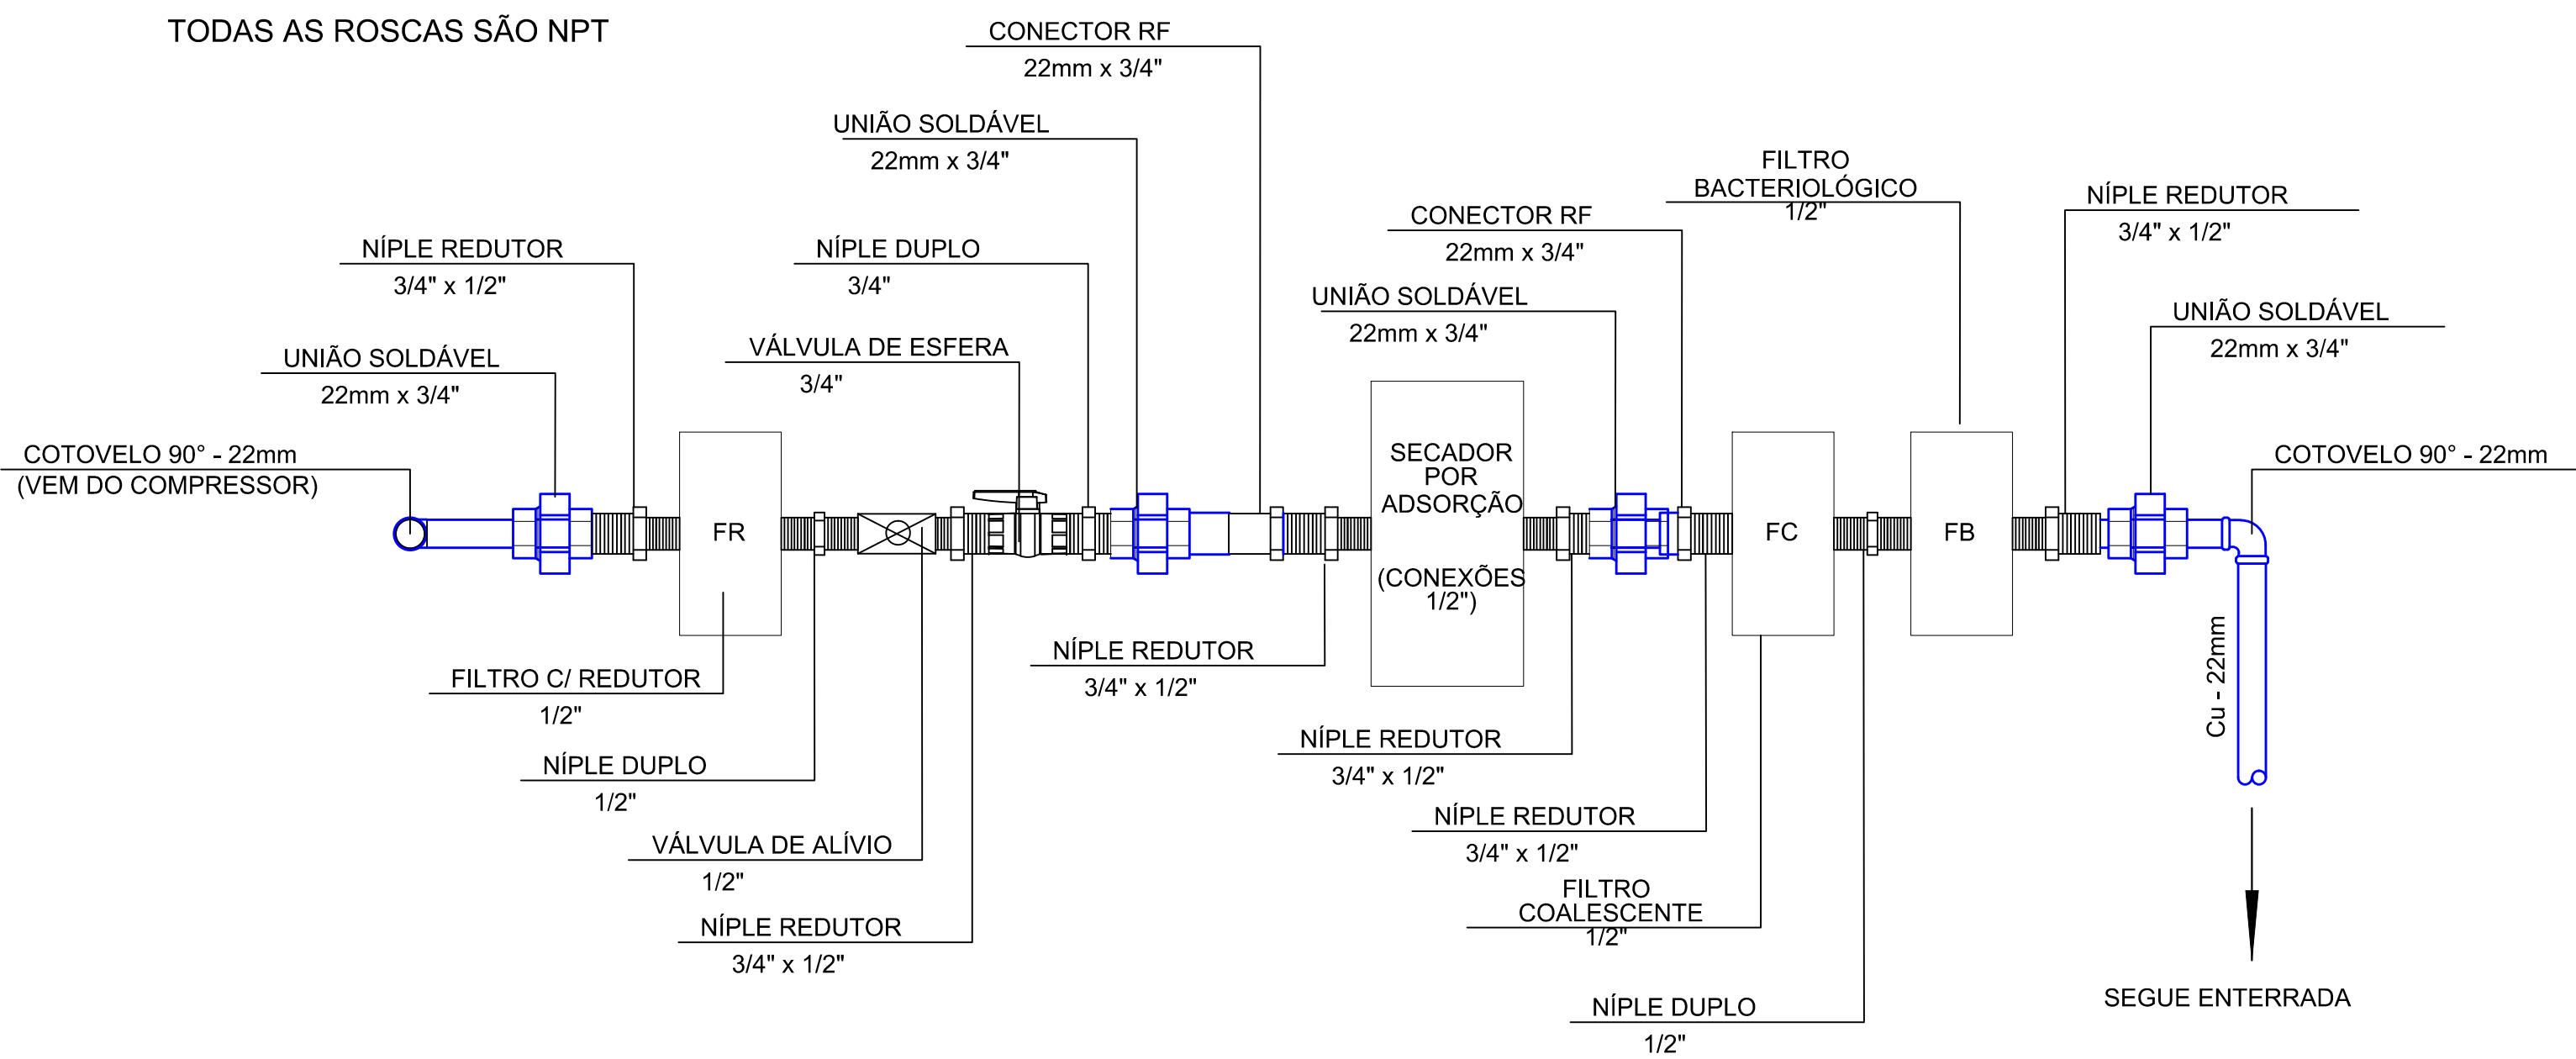 TODAS AS ROSCAS SÃO NPT
CONECTOR RF
22mm x 3/4"
UNIÃO SOLDÁVEL
22mm x 3/4"
NÍPLE REDUTOR
3/4" x 1/2"
NÍPLE DUPLO
3/4"
UNIÃO SOLDÁVEL
22mm x 3/4"
VÁLVULA DE ESFERA
3/4"
COTOVELO 90° - 22mm
(VEM DO COMPRESSOR)
FILTRO
BACTERIOLÓGICO
1/2"
CONECTOR RF
22mm x 3/4"
UNIÃO SOLDÁVEL
22mm x 3/4"
NÍPLE REDUTOR
3/4" x 1/2"
UNIÃO SOLDÁVEL
22mm x 3/4"
COTOVELO 90° - 22mm
FR
SECADOR
POR
ADSORÇÃO
(CONEXÕES
1/2")
FC
FB
FILTRO C/ REDUTOR
1/2"
NÍPLE DUPLO
1/2"
VÁLVULA DE ALÍVIO
1/2"
NÍPLE REDUTOR
3/4" x 1/2"
NÍPLE REDUTOR
3/4" x 1/2"
NÍPLE REDUTOR
3/4" x 1/2"
NÍPLE REDUTOR
3/4" x 1/2"
FILTRO
COALESCENTE
1/2"
NÍPLE DUPLO
1/2"
Cu - 22mm
SEGUE ENTERRADA